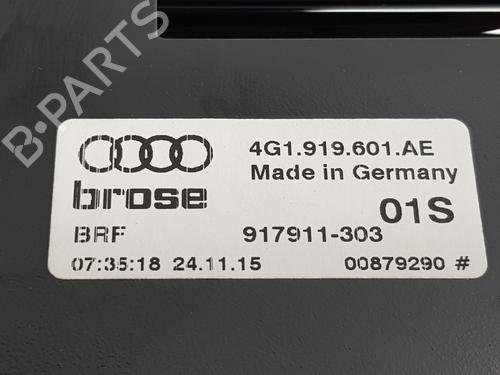 B-PARTS
4G1.919.601.AE
Made in Germany
brose
01S
BRF 917911-303
07:35:18 24.11.15 00879290 #